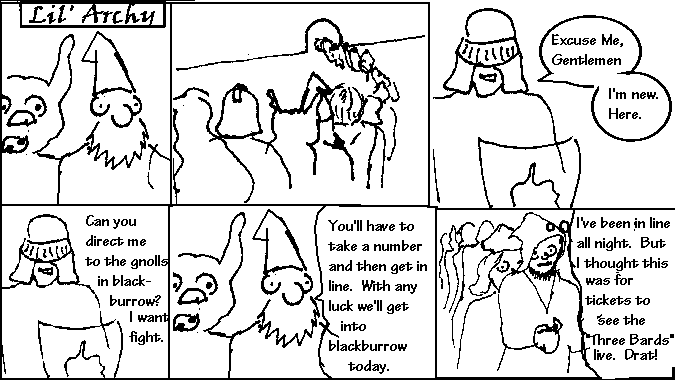 Lil' Archy
Excuse Me,
Gentlemen
I'm new.
Here.
Can you
direct me
to the gnolls
in black-
burrow?
I want
fight.
You'll have to
take a number
and then get in
line. With any
luck we'll get
into
blackburrow
today.
I've been in line
all night. But
I thought this
was for
tickets to
see the
"Three Bards"
live. Drat!